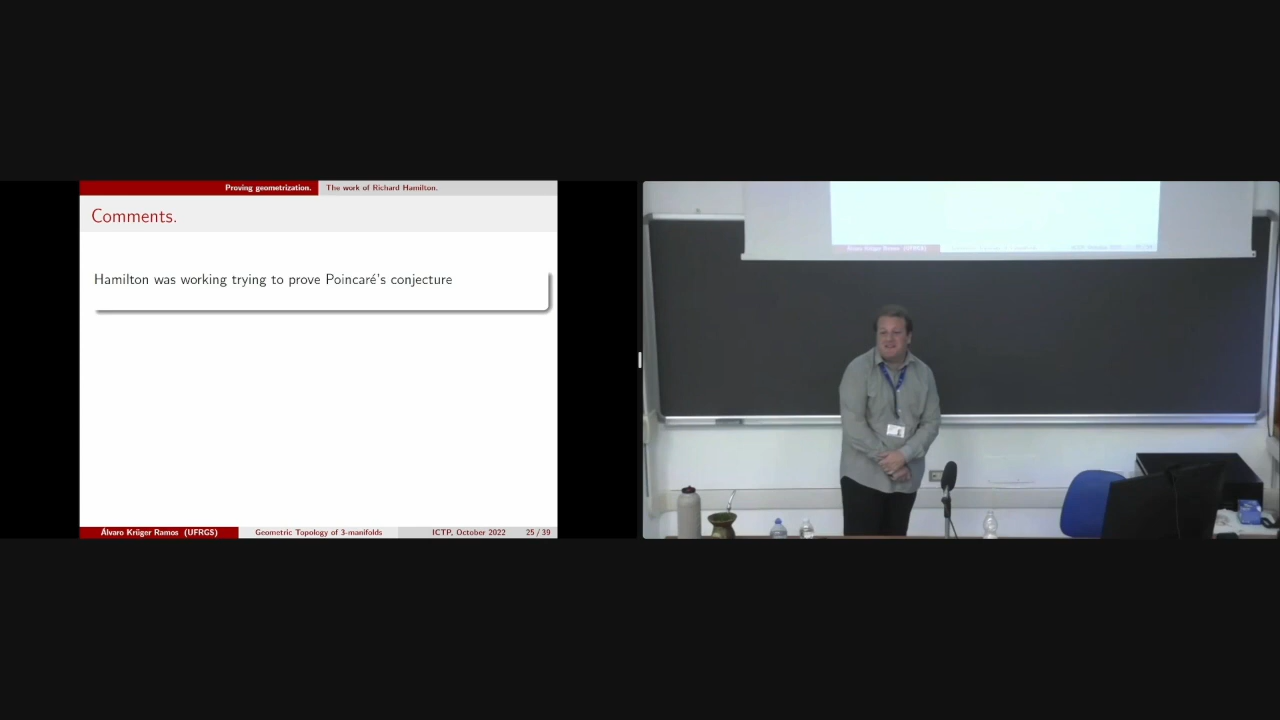 Proving geometrization. The work of Richard Hamilton.
Comments.
Hamilton was working trying to prove Poincaré's conjecture
Álvaro Krüger Ramos (UFRGS) Geometric Topology of 3-manifolds ICTP, October 2022 25 / 39